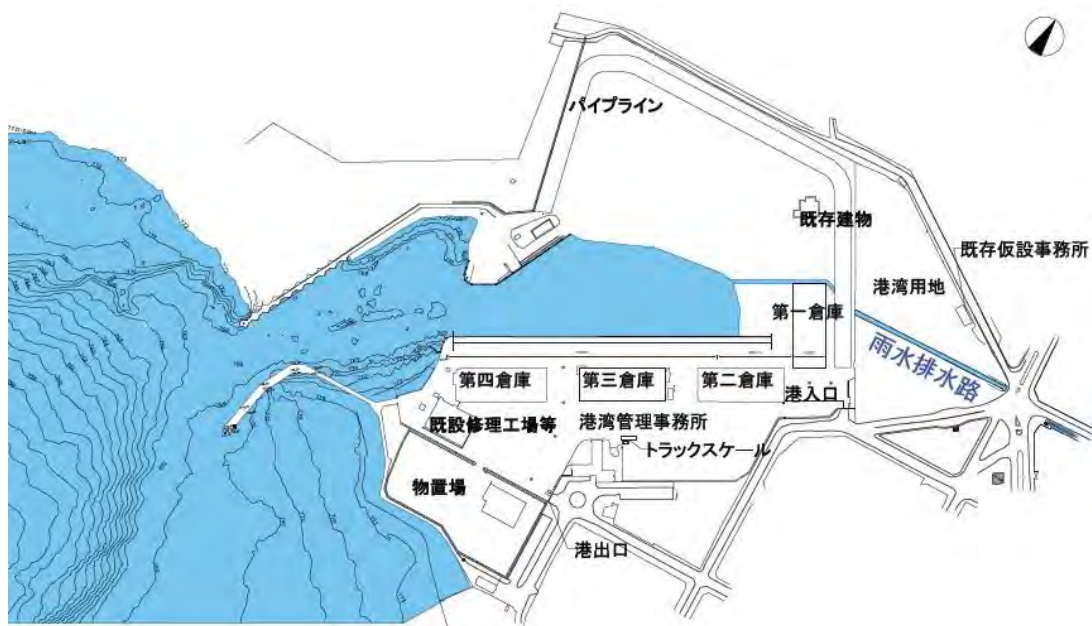 パイプライン
既存建物
既存仮設事務所
港湾用地
第一倉庫
雨水排水路
第四倉庫
第三倉庫
第二倉庫
港入口
既設修理工場等
港湾管理事務所
トラックスケール
物置場
港出口